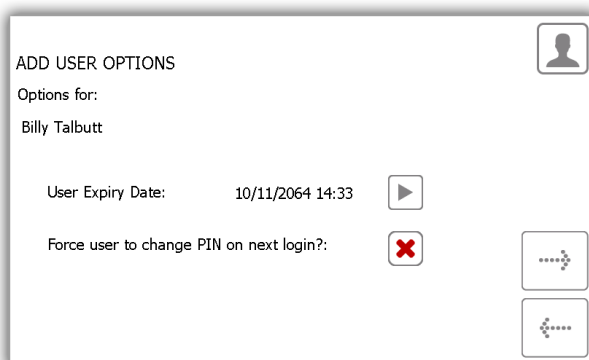 ADD USER OPTIONS
Options for:
Billy Talbutt
User Expiry Date: 10/11/2064 14:33
Force user to change PIN on next login?: